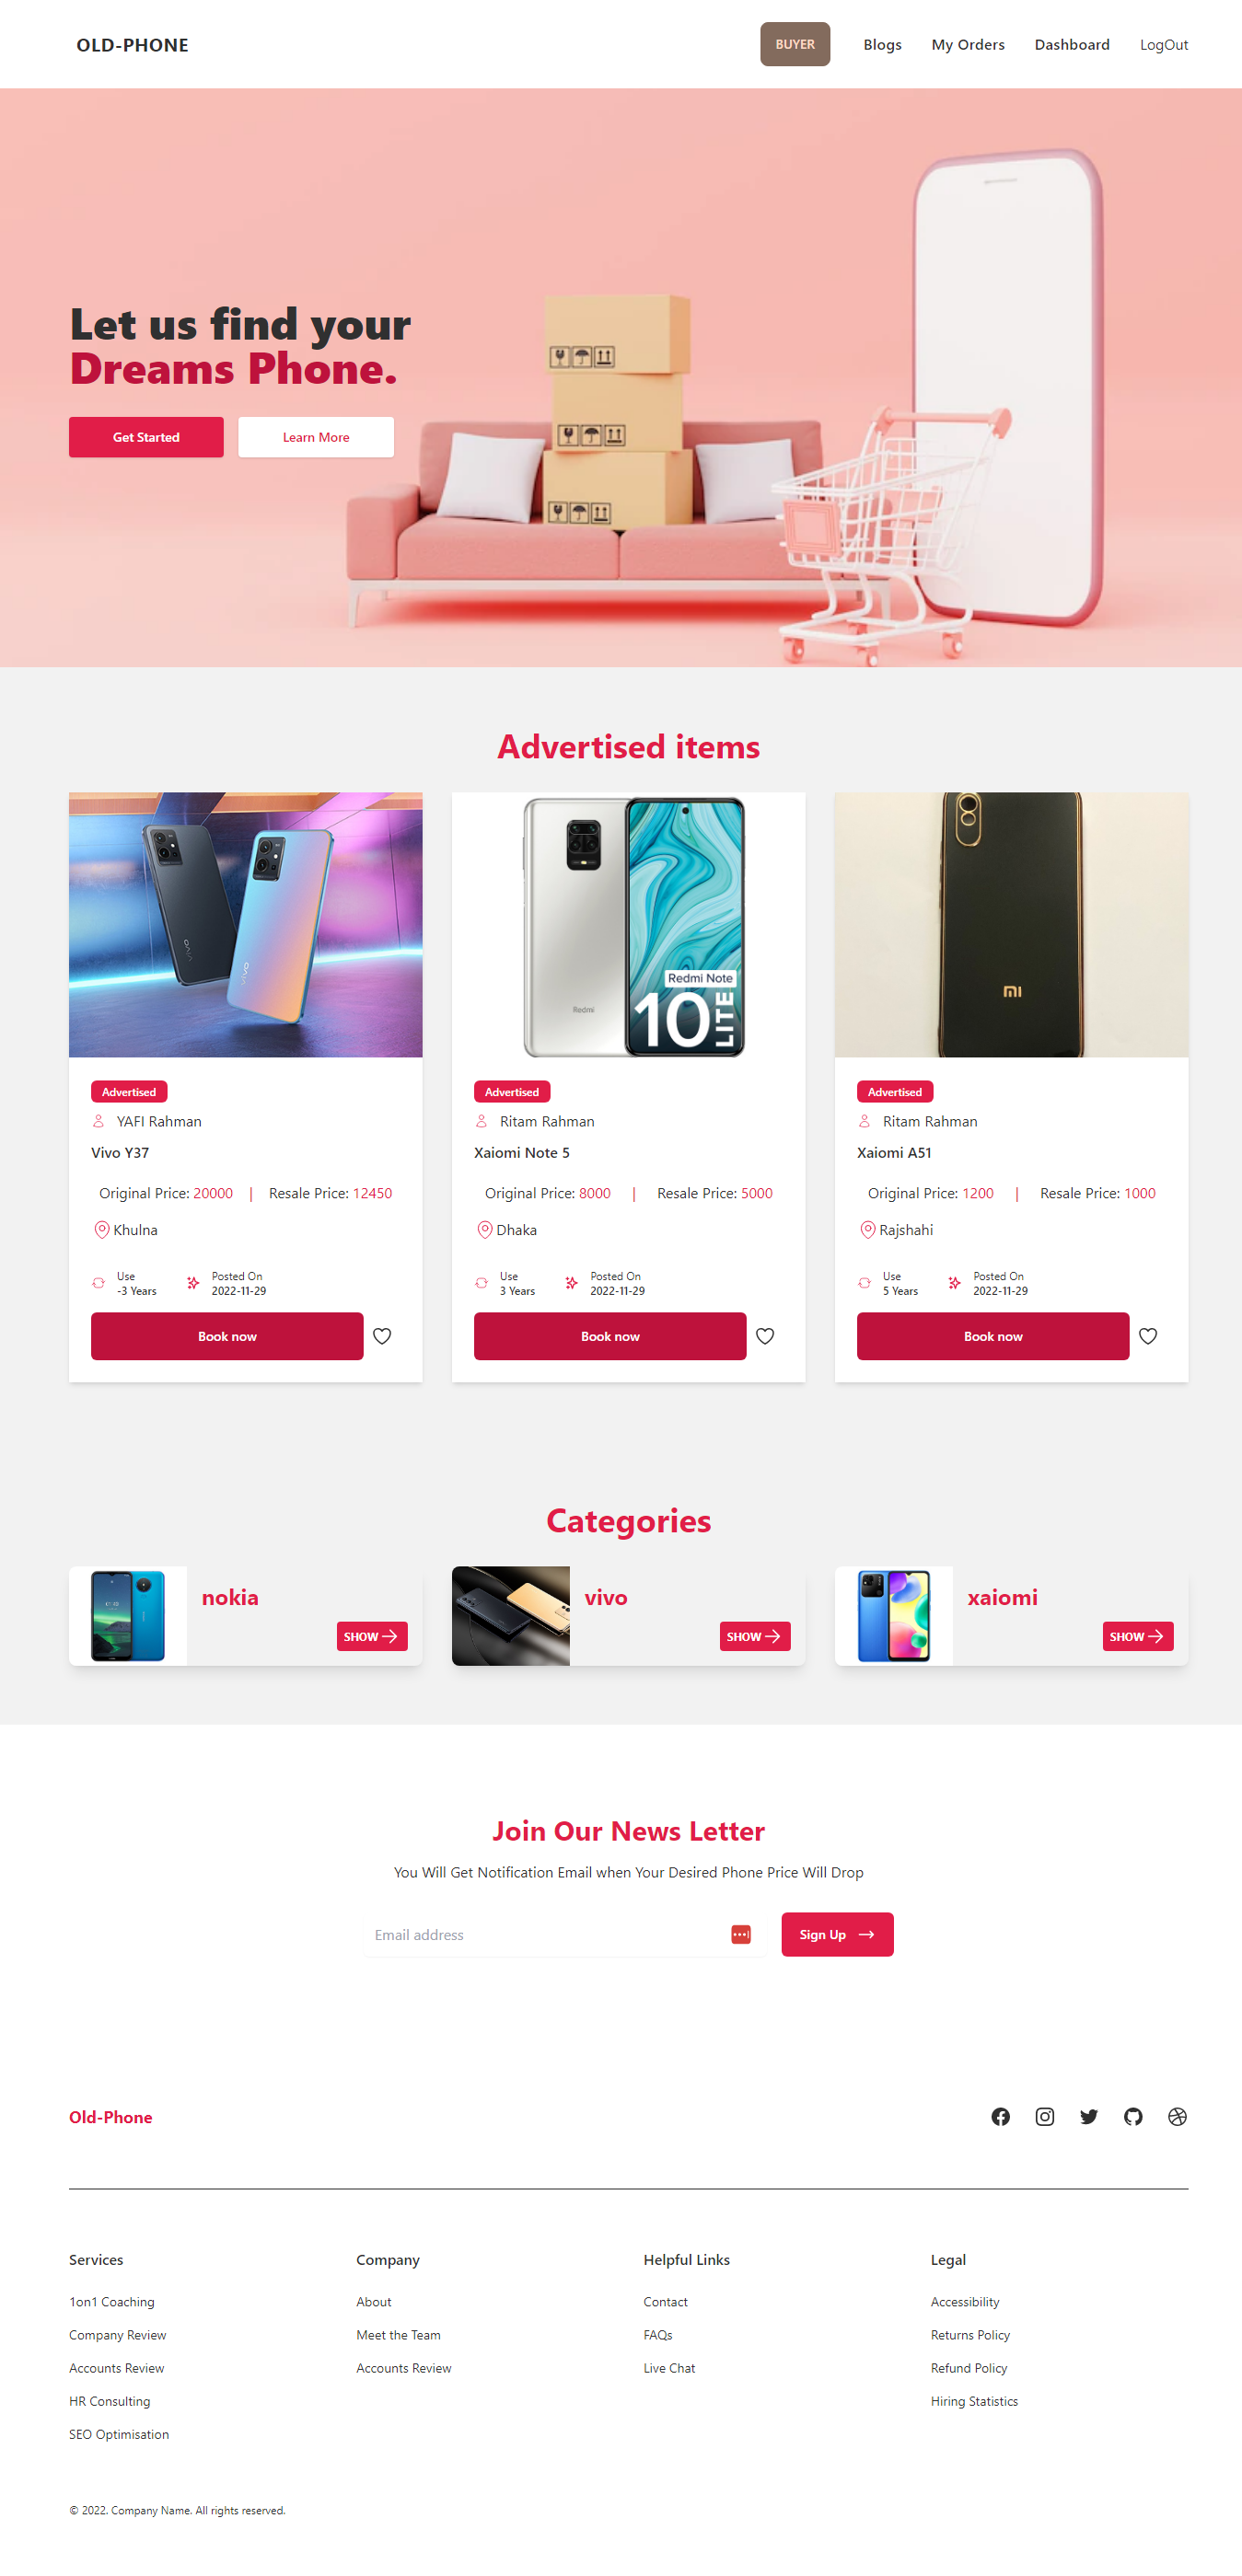 OLD-PHONE
BUYER
Blogs
My Orders
Dashboard
LogOut
Let us find your
Dreams Phone.
Get Started
Learn More
Advertised items
vivo
vivo
Advertised
YAFI Rahman
Vivo Y37
Original Price: 20000 | Resale Price: 12450
Khulna
Use
-3 Years
Posted On
2022-11-29
Book now
Redmi
Redmi Note
10 LITE
Advertised
Ritam Rahman
Xaiomi Note 5
Original Price: 8000 | Resale Price: 5000
Dhaka
Use
3 Years
Posted On
2022-11-29
Book now
mi
Advertised
Ritam Rahman
Xaiomi A51
Original Price: 1200 | Resale Price: 1000
Rajshahi
Use
5 Years
Posted On
2022-11-29
Book now
Categories
nokia
SHOW
vivo
SHOW
xaiomi
SHOW
Join Our News Letter
You Will Get Notification Email when Your Desired Phone Price Will Drop
Email address
Sign Up
Old-Phone
Services
1on1 Coaching
Company Review
Accounts Review
HR Consulting
SEO Optimisation
Company
About
Meet the Team
Accounts Review
Helpful Links
Contact
FAQs
Live Chat
Legal
Accessibility
Returns Policy
Refund Policy
Hiring Statistics
© 2022. Company Name. All rights reserved.